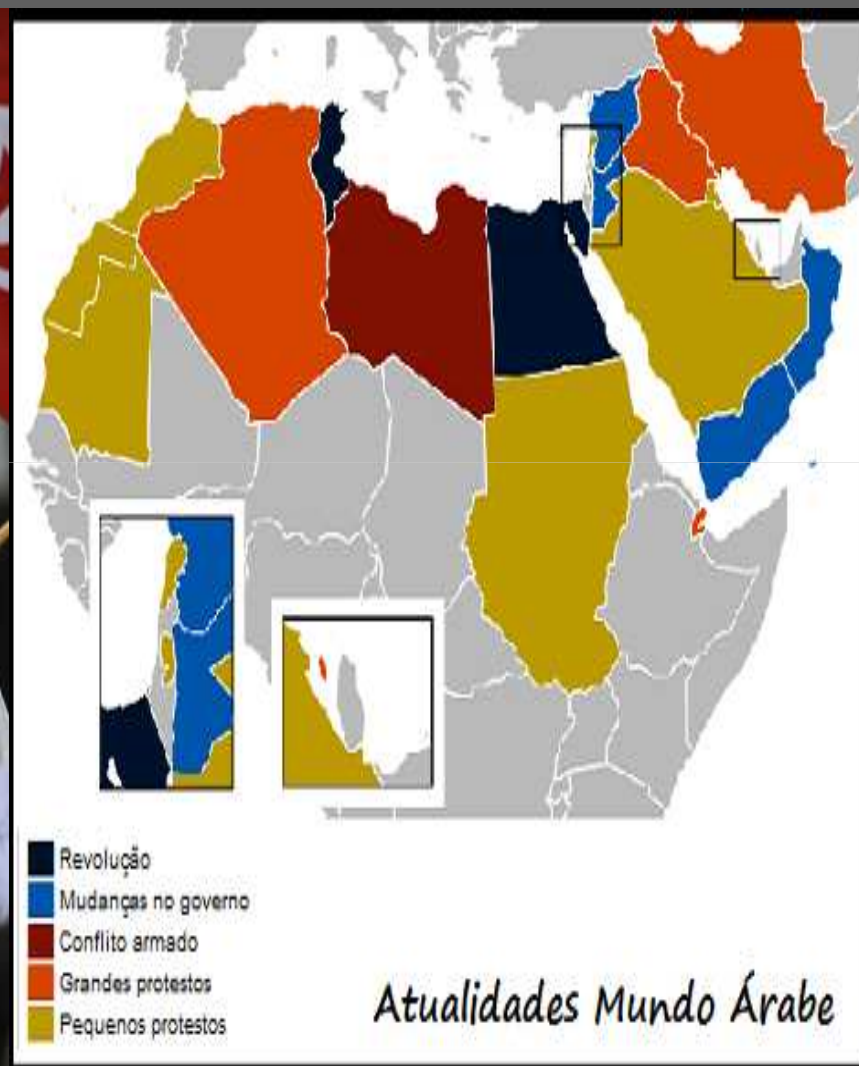 Revolução
Mudanças no governo
Conflito armado
Grandes protestos
Pequenos protestos
Atualidades Mundo Árabe